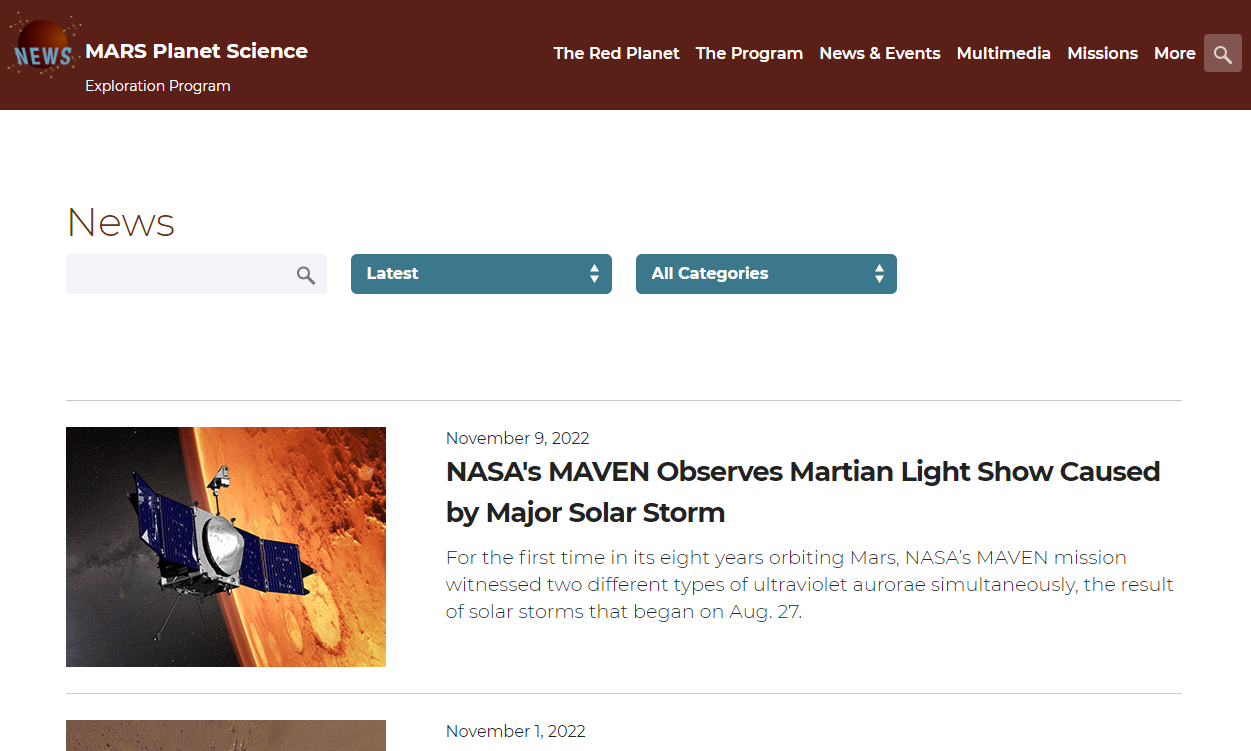 NEWS
MARS Planet Science
Exploration Program
The Red Planet The Program News & Events Multimedia Missions More
News
Latest
All Categories
November 9, 2022
NASA's MAVEN Observes Martian Light Show Caused
by Major Solar Storm
For the first time in its eight years orbiting Mars, NASA’s MAVEN mission
witnessed two different types of ultraviolet aurorae simultaneously, the result
of solar storms that began on Aug. 27.
November 1, 2022